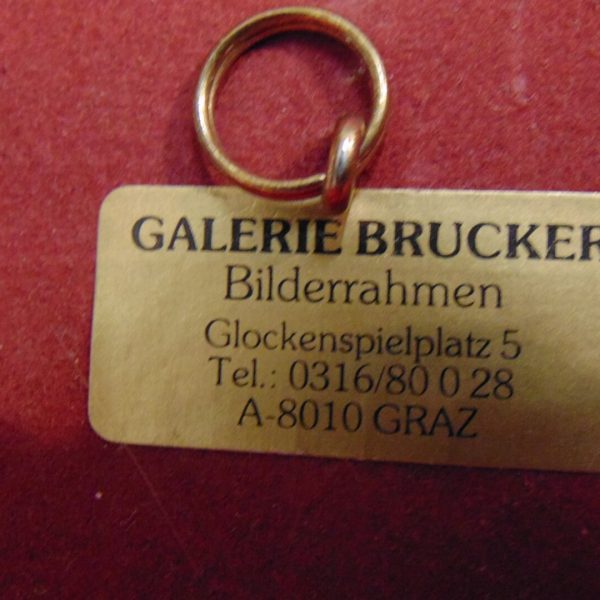 GALERIE BRUCKER
Bilderrahmen
Glockenspielplatz 5
Tel.: 0316/80 0 28
A-8010 GRAZ